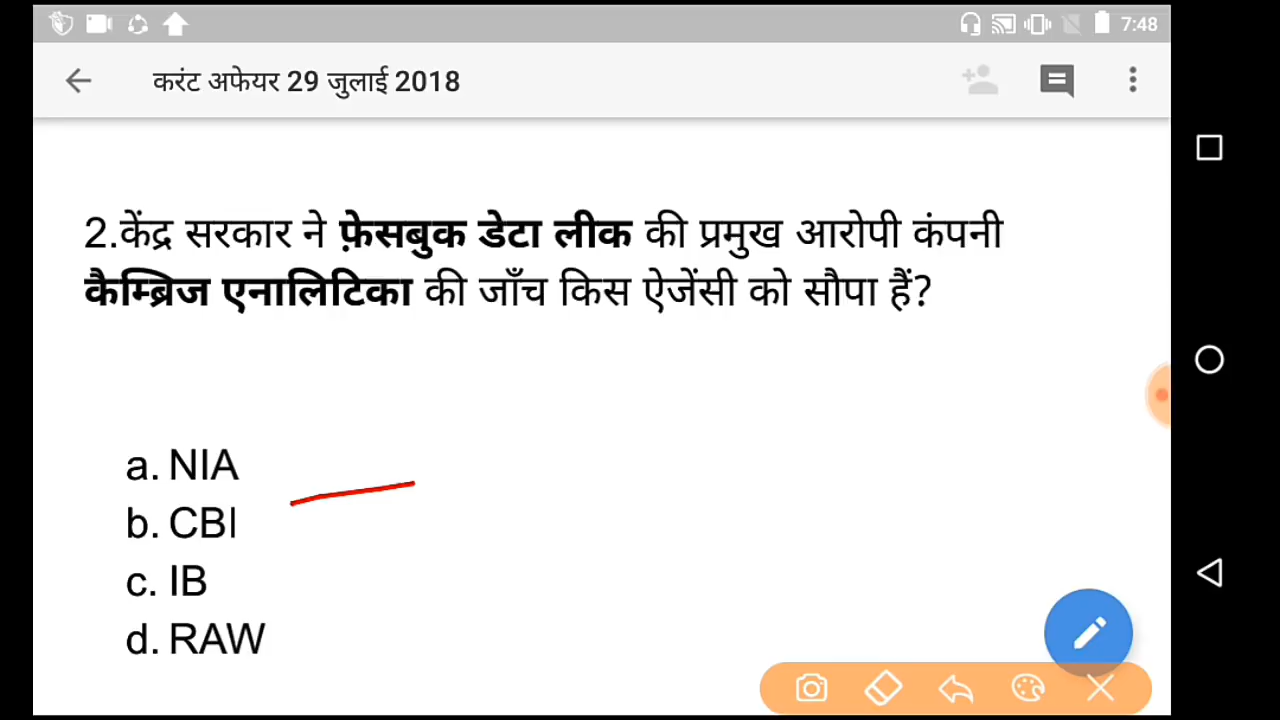 7:48
करंट अफेयर 29 जुलाई 2018
2.केंद्र सरकार ने फ़ेसबुक डेटा लीक की प्रमुख आरोपी कंपनी
कैम्ब्रिज एनालिटिका की जाँच किस ऐजेंसी को सौपा हैं?
a. NIA
b. CBI
c. IB
d. RAW